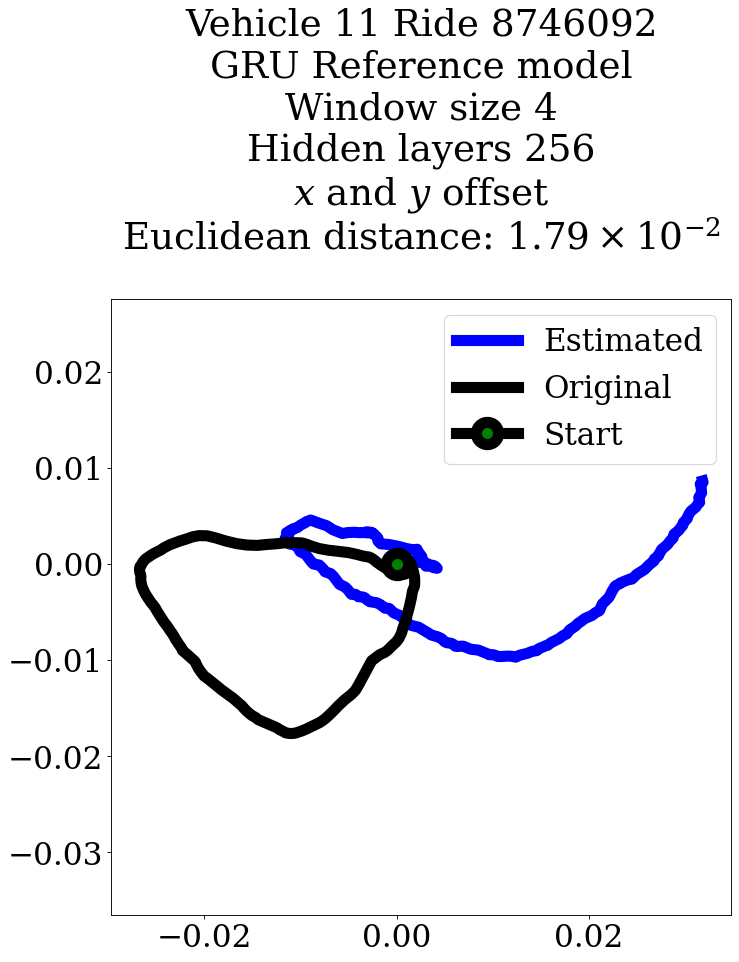 Vehicle 11 Ride 8746092
GRU Reference model
Window size 4
Hidden layers 256
x and y offset
Euclidean distance: 1.79 × 10⁻²
Estimated
Original
Start
0.02
0.01
0.00
−0.01
−0.02
−0.03
−0.02 0.00 0.02